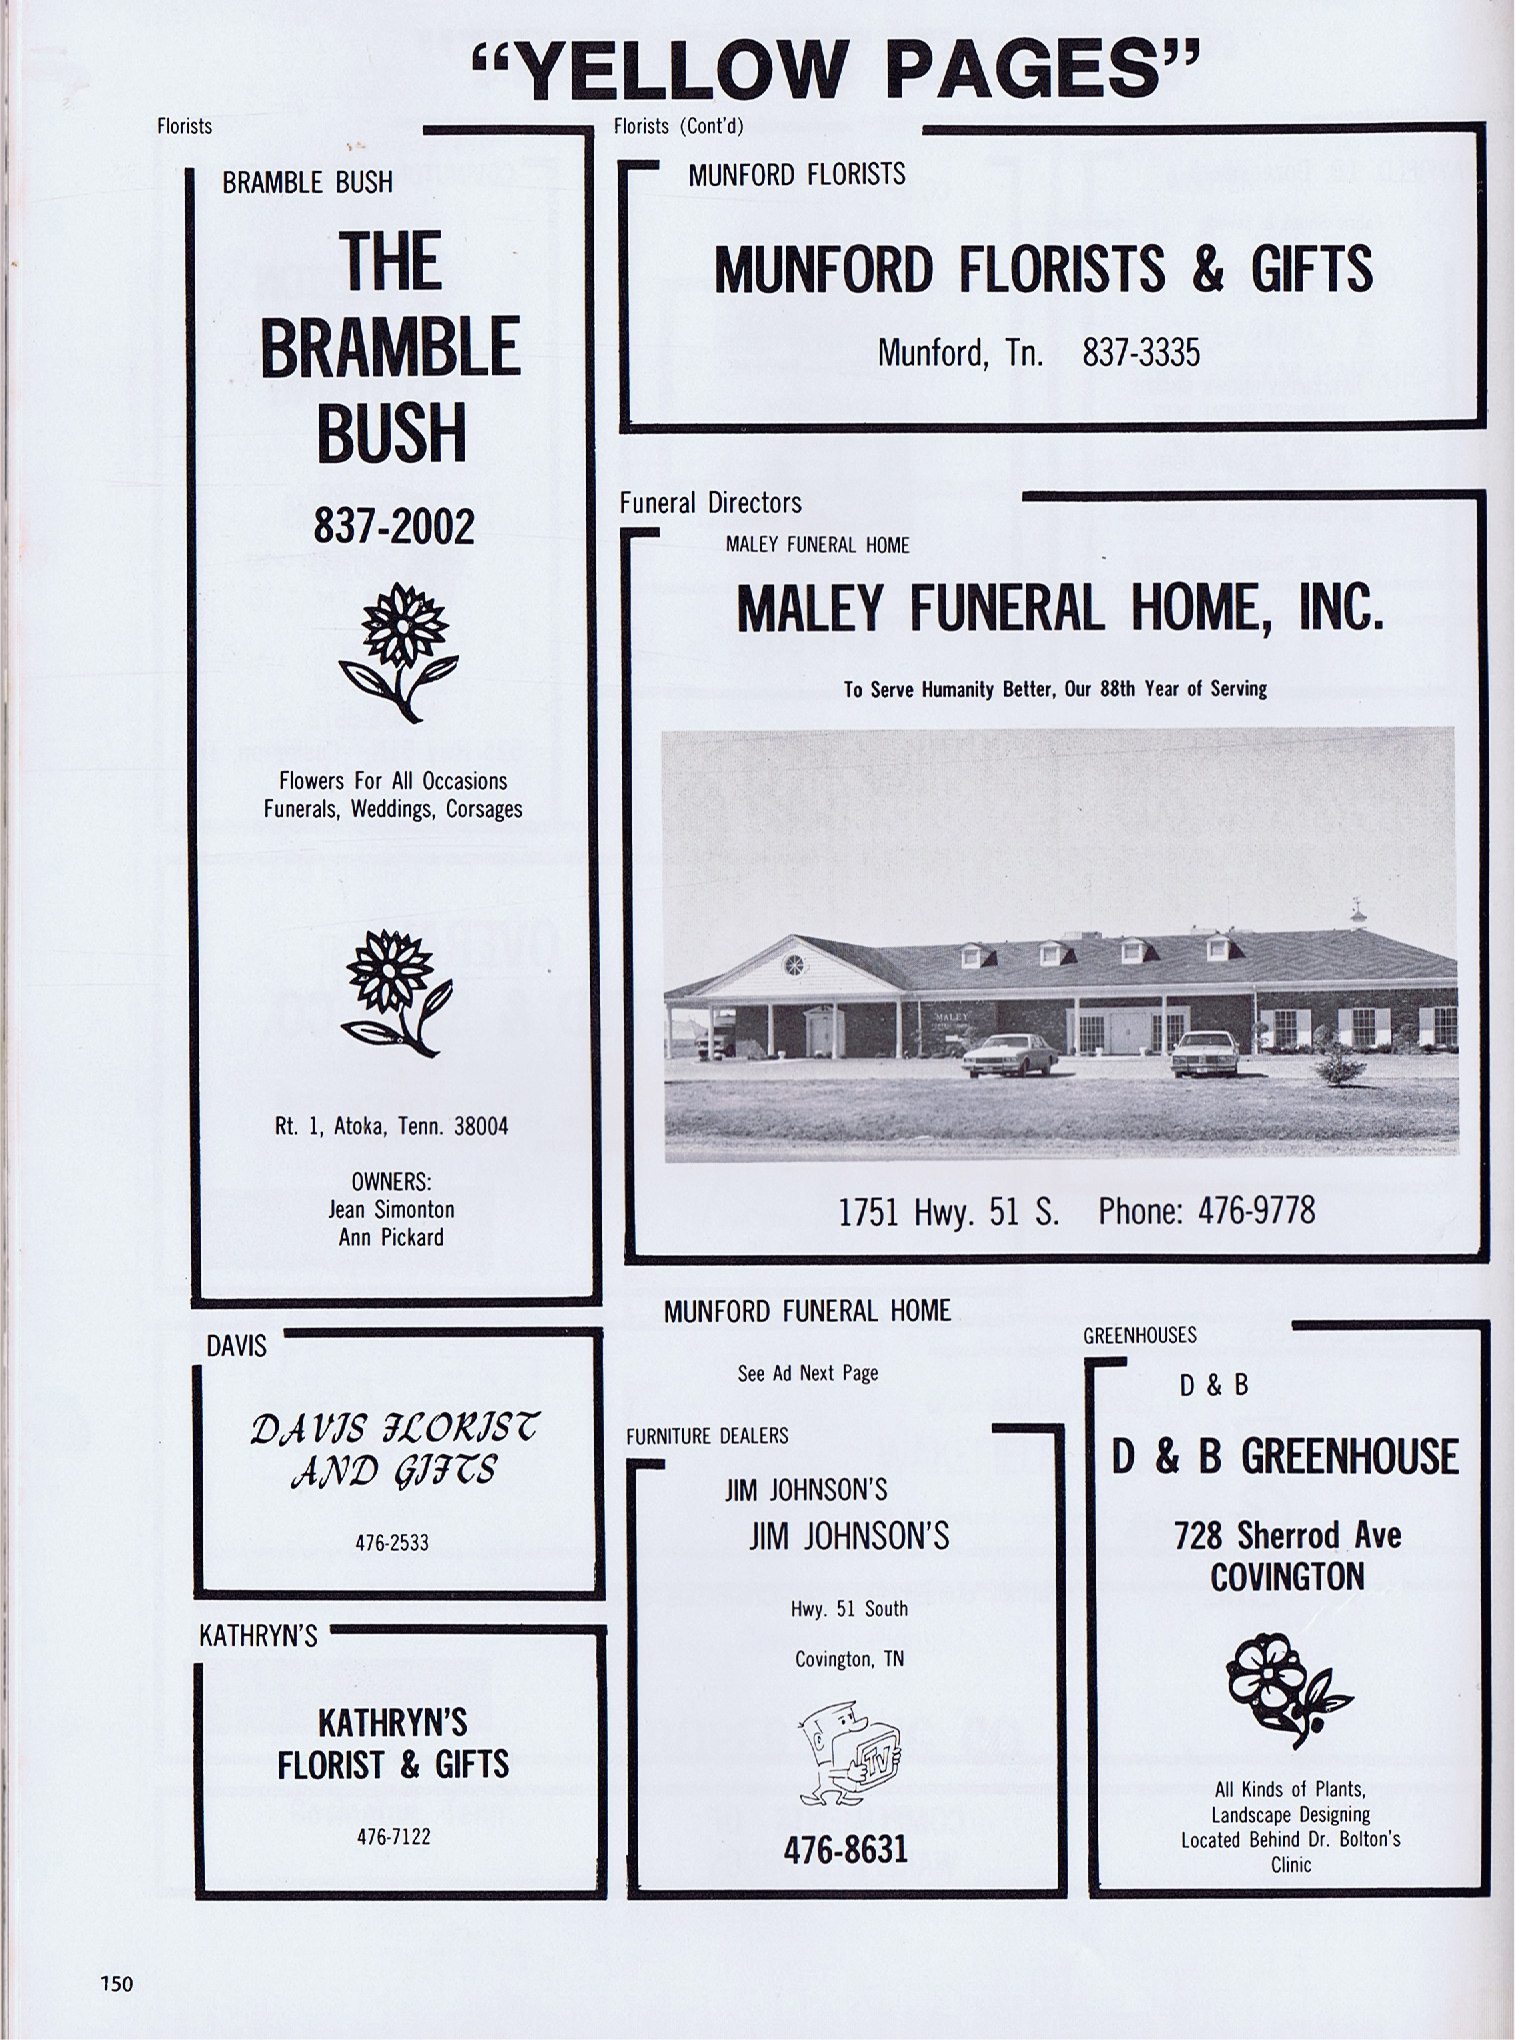 “YELLOW PAGES”
Florists
BRAMBLE BUSH
THE
BRAMBLE
BUSH
837-2002
Flowers For All Occasions
Funerals, Weddings, Corsages
Rt. 1, Atoka, Tenn. 38004
OWNERS:
Jean Simonton
Ann Pickard
DAVIS
DAVIS FLORIST
AND GIFTS
476-2533
KATHRYN'S
KATHRYN'S
FLORIST & GIFTS
476-7122
Florists (Cont'd)
MUNFORD FLORISTS
MUNFORD FLORISTS & GIFTS
Munford, Tn. 837-3335
Funeral Directors
MALEY FUNERAL HOME
MALEY FUNERAL HOME, INC.
To Serve Humanity Better, Our 88th Year of Serving
MALEY
1751 Hwy. 51 S. Phone: 476-9778
MUNFORD FUNERAL HOME
See Ad Next Page
FURNITURE DEALERS
JIM JOHNSON'S
JIM JOHNSON'S
Hwy. 51 South
Covington, TN
TV
476-8631
GREENHOUSES
D & B
D & B GREENHOUSE
728 Sherrod Ave
COVINGTON
All Kinds of Plants,
Landscape Designing
Located Behind Dr. Bolton's
Clinic
150